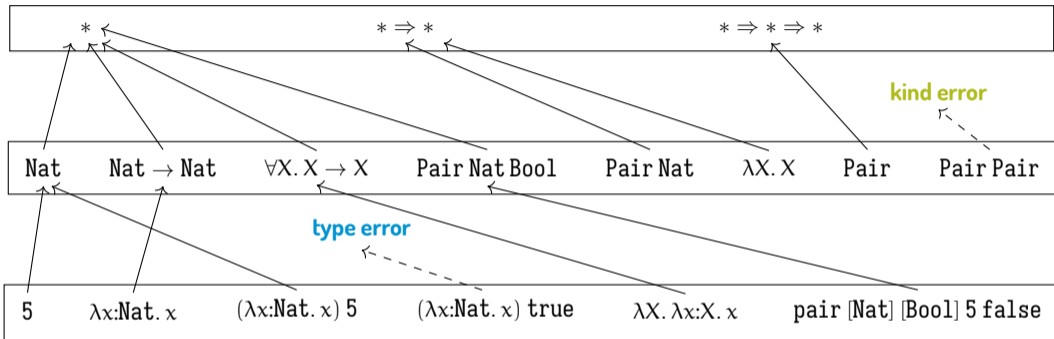 ∗ ∗ ⇒ ∗ ∗ ⇒ ∗ ⇒ ∗
kind error
Nat Nat → Nat ∀X. X → X Pair Nat Bool Pair Nat λX. X Pair Pair Pair
type error
5 λx:Nat. x (λx:Nat. x) 5 (λx:Nat. x) true λX. λx:X. x pair [Nat] [Bool] 5 false